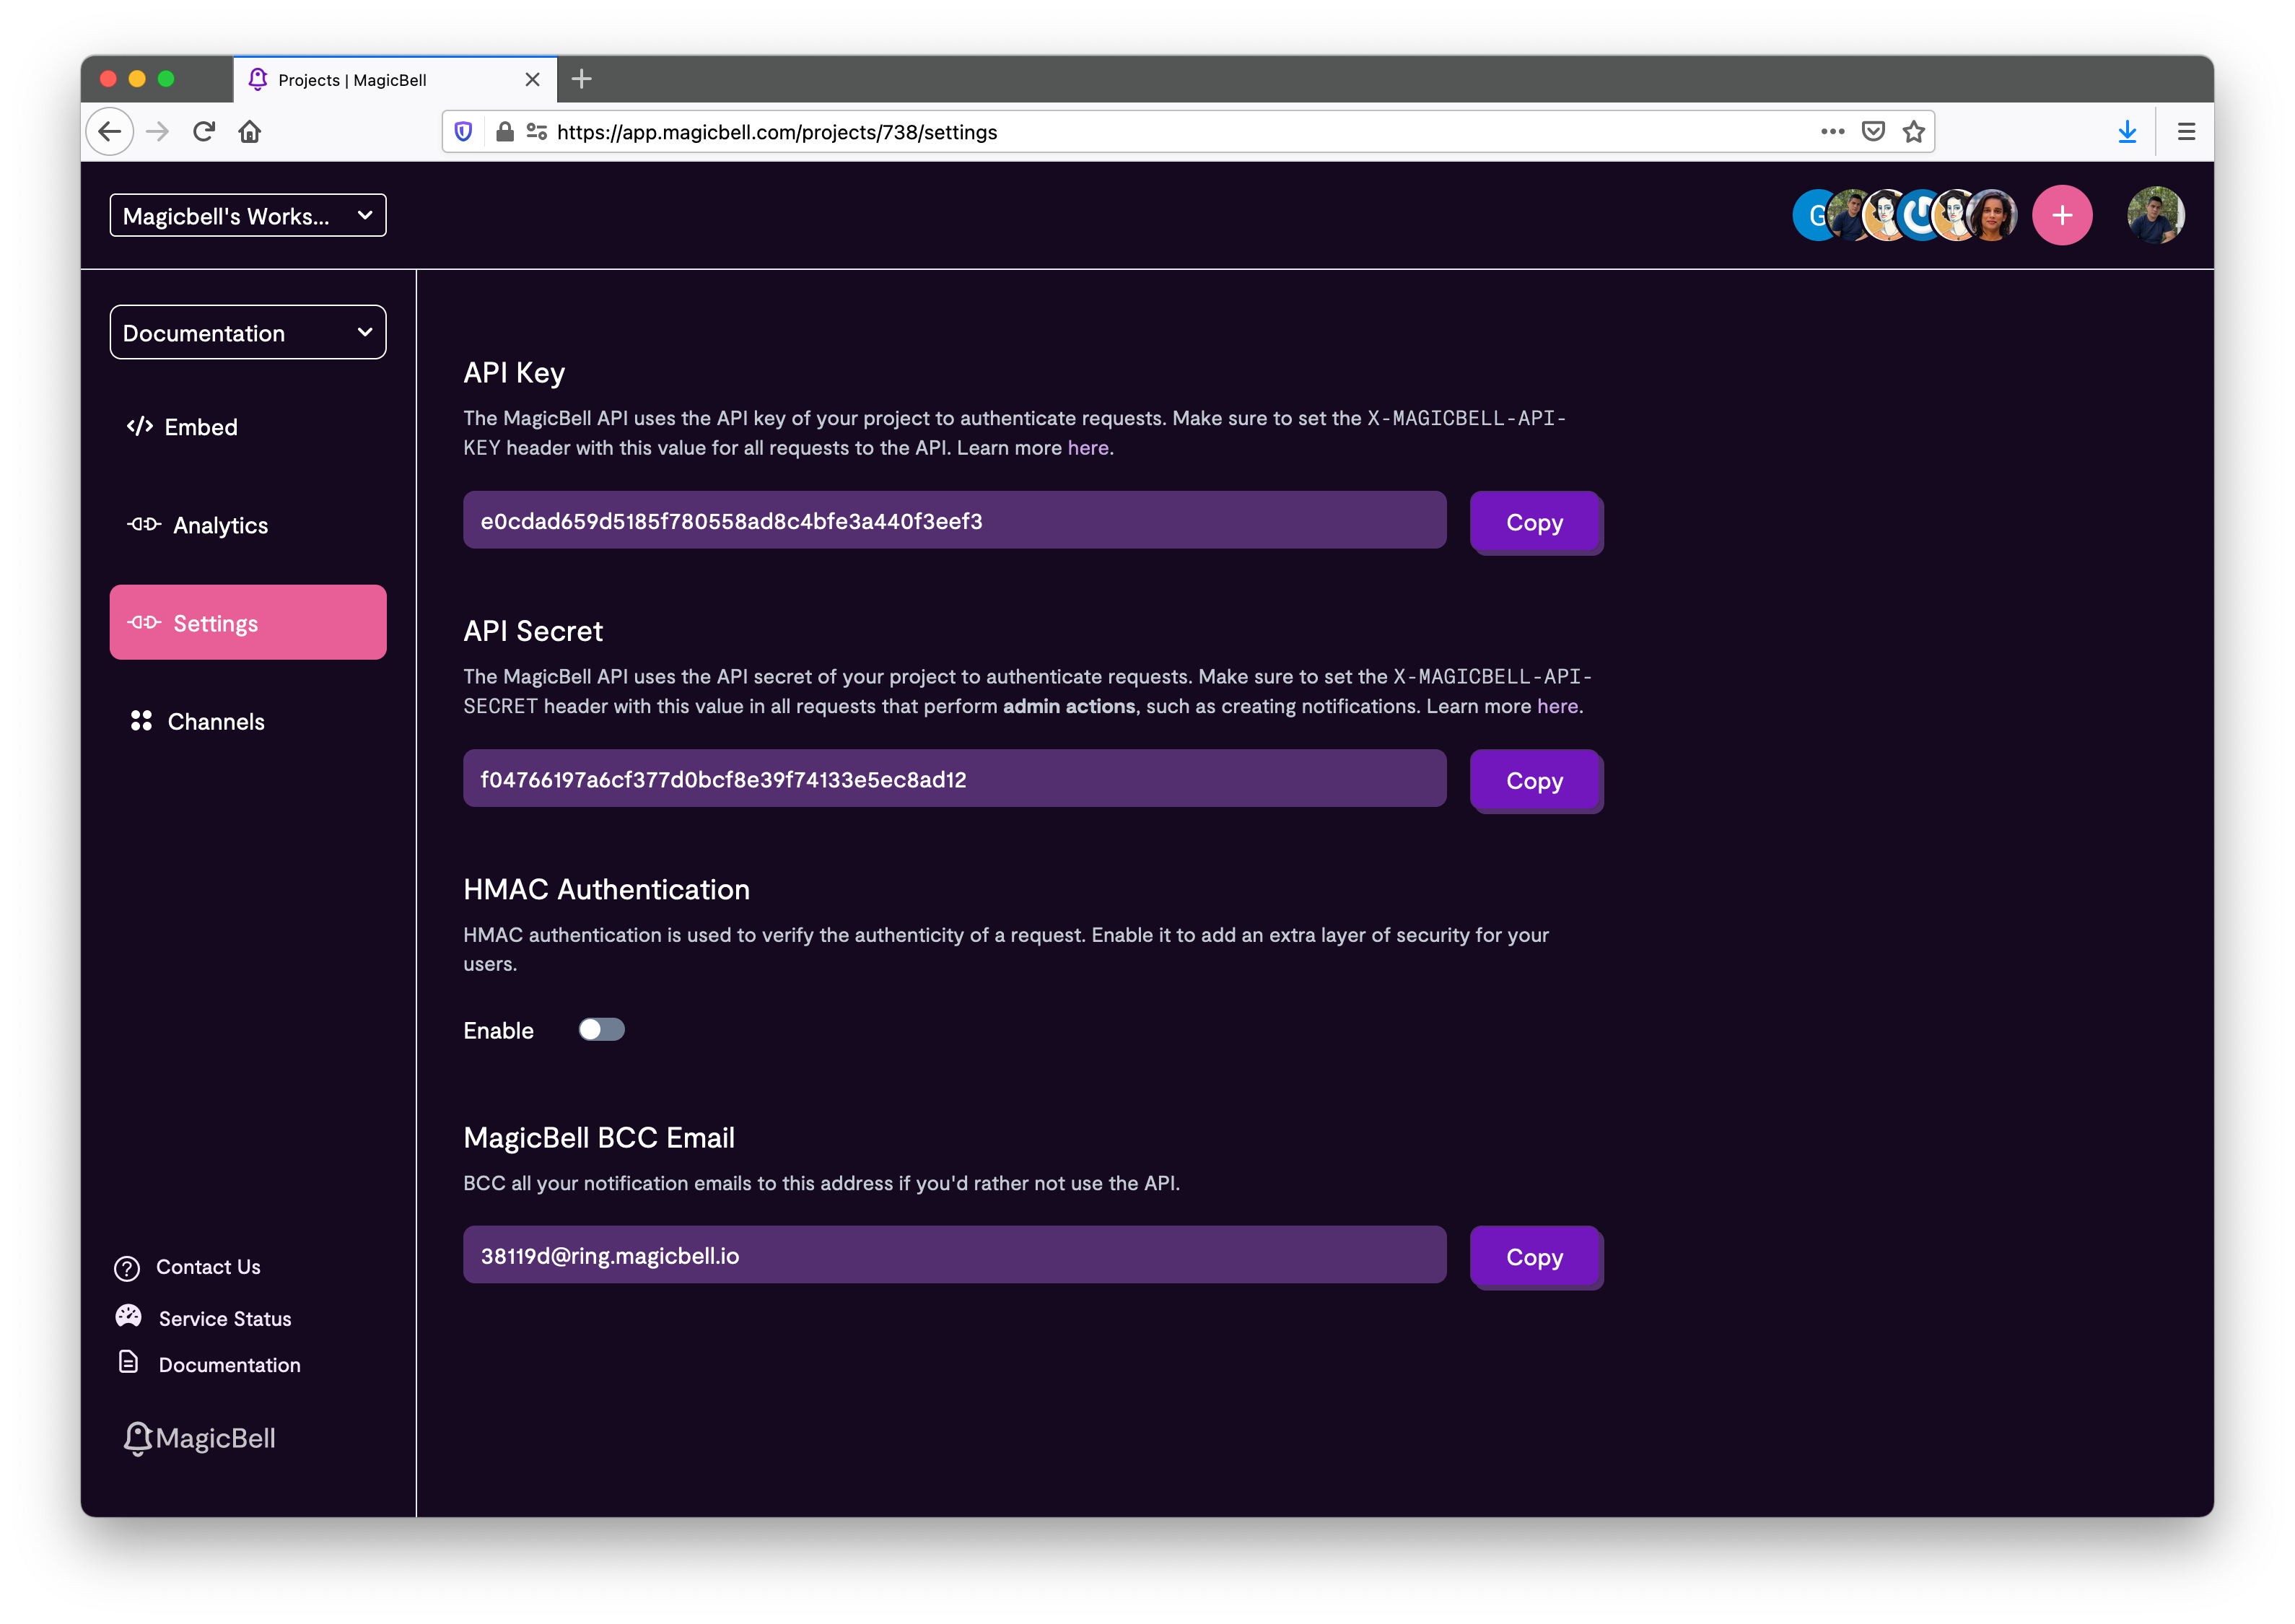 Projects | MagicBell
https://app.magicbell.com/projects/738/settings
Magicbell's Works...
G
Documentation
Embed
Analytics
Settings
Channels
API Key
The MagicBell API uses the API key of your project to authenticate requests. Make sure to set the X-MAGICBELL-API-
KEY header with this value for all requests to the API. Learn more here.
e0cdad659d5185f780558ad8c4bfe3a440f3eef3
Copy
API Secret
The MagicBell API uses the API secret of your project to authenticate requests. Make sure to set the X-MAGICBELL-API-
SECRET header with this value in all requests that perform admin actions, such as creating notifications. Learn more here.
f04766197a6cf377d0bcf8e39f74133e5ec8ad12
Copy
HMAC Authentication
HMAC authentication is used to verify the authenticity of a request. Enable it to add an extra layer of security for your
users.
Enable
MagicBell BCC Email
BCC all your notification emails to this address if you'd rather not use the API.
38119d@ring.magicbell.io
Copy
Contact Us
Service Status
Documentation
MagicBell